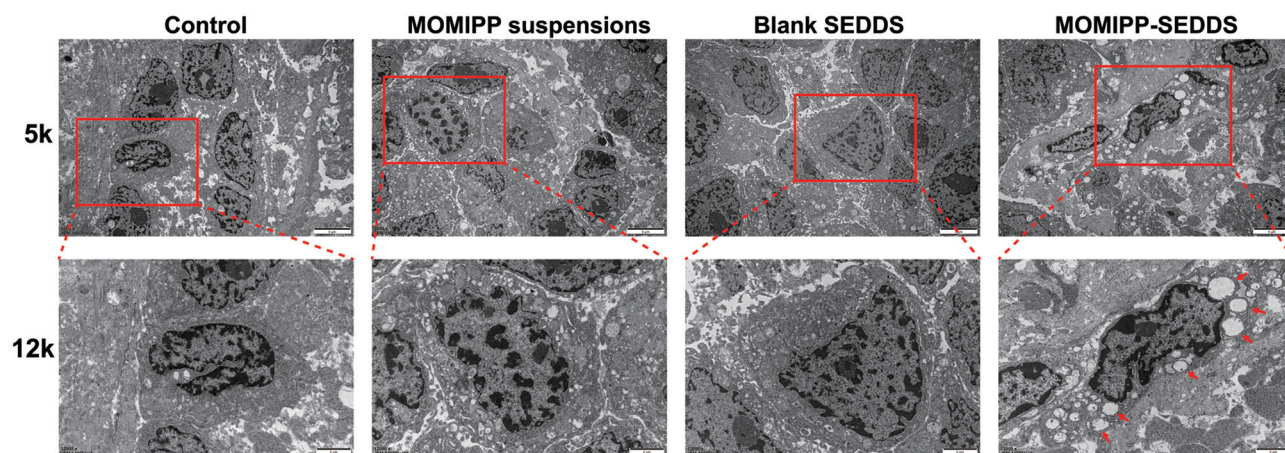 Control
MOMIPP suspensions
Blank SEDDS
MOMIPP-SEDDS
5k
12k